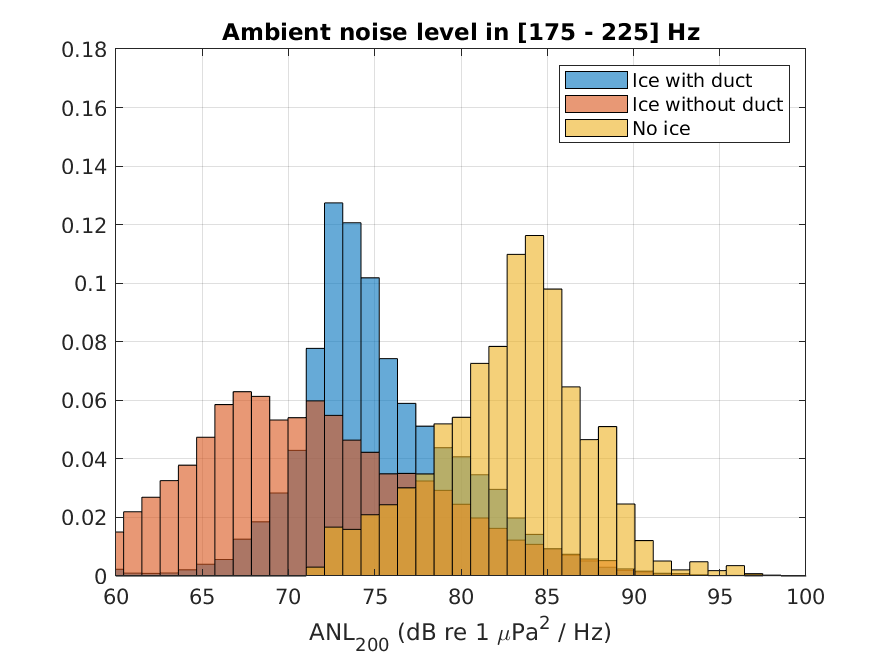 Ambient noise level in [175 - 225] Hz
0.18
0.16
0.14
0.12
0.1
0.08
0.06
0.04
0.02
0
Ice with duct
Ice without duct
No ice
60 65 70 75 80 85 90 95 100
ANL200 (dB re 1 μPa2 / Hz)